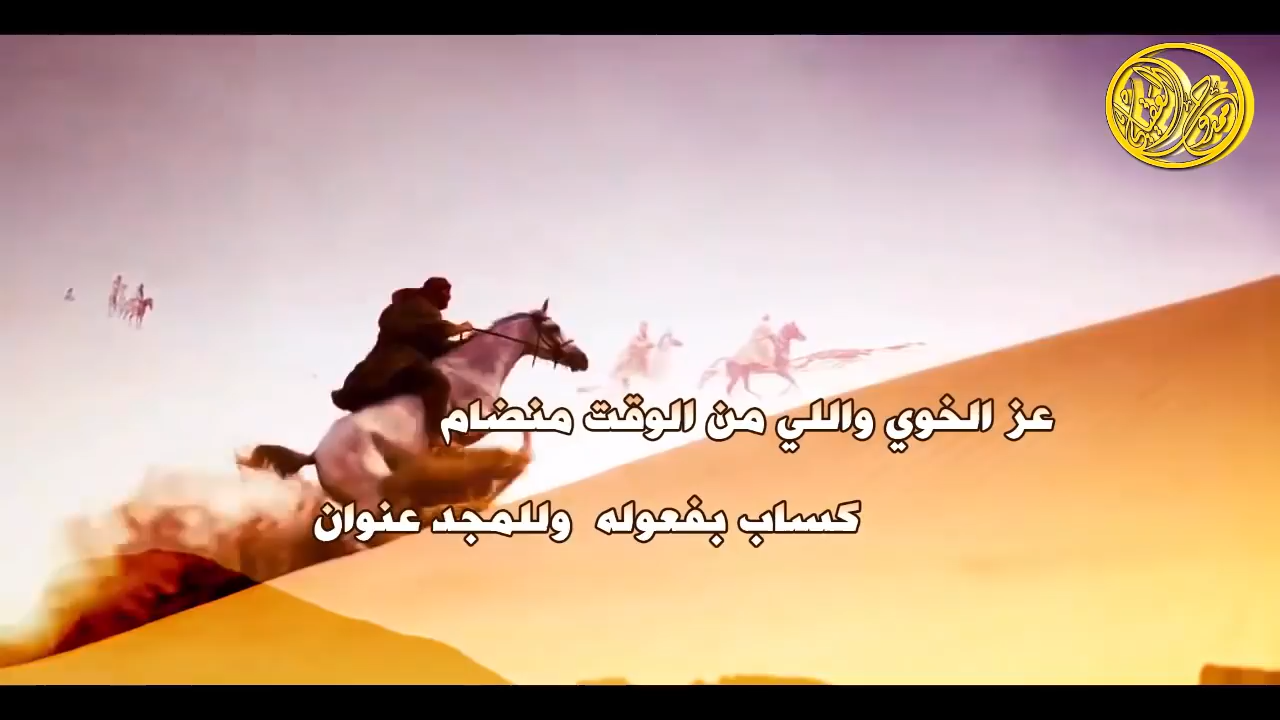 عز الخوي واللي من الوقت منضام
كساب بفعوله وللمجد عنوان